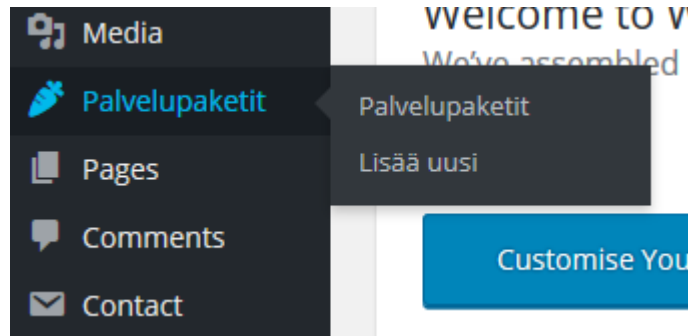 Media
Palvelupaketit
Pages
Comments
Contact
Palvelupaketit
Lisää uusi
Welcome to W
We've assembled
Customise You